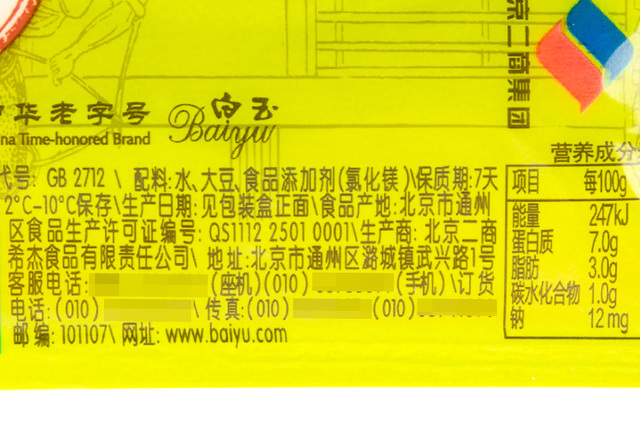 京二商集团
中华老字号
na Time-honored Brand
白玉
Baiyu
代号: GB 2712 \ 配料:水、大豆、食品添加剂(氯化镁)\保质期:7天
2°C-10°C保存\生产日期:见包装盒正面\食品产地:北京市通州
区食品生产许可证编号: QS1112 2501 0001\生产商: 北京二商
希杰食品有限责任公司\ 地址:北京市通州区潞城镇武兴路1号
客服电话: (座机)(010) (手机)\订货
电话: (010) \ 传真:(010) (010)
邮编: 101107\ 网址: www.baiyu.com
营养成分
项目 每100g
能量 247kJ
蛋白质 7.0g
脂肪 3.0g
碳水化合物 1.0g
钠 12mg